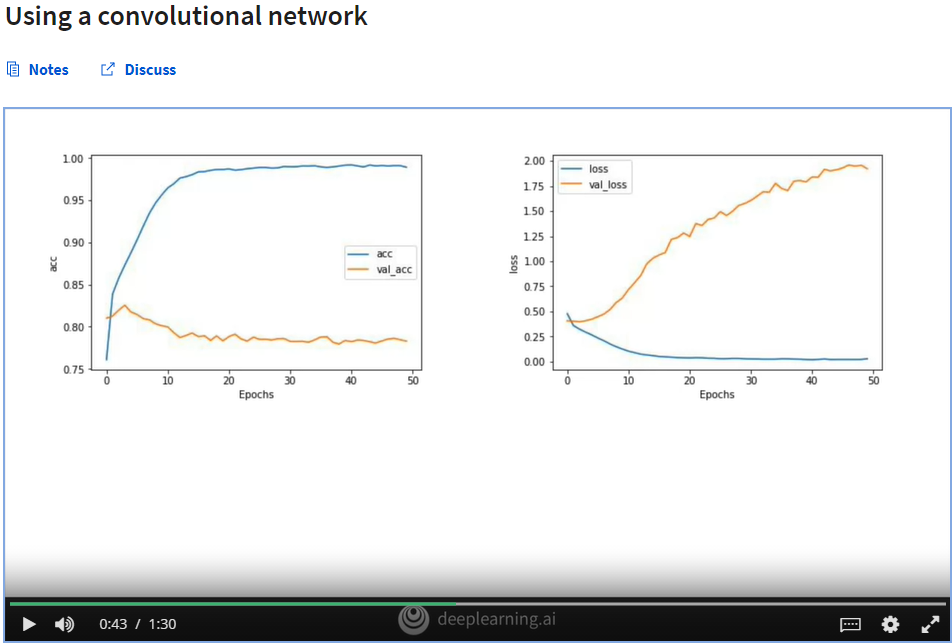 Using a convolutional network
Notes
Discuss
1.00
0.95
0.90
0.85
0.80
0.75
acc
acc
val_acc
0 10 20 30 40 50
Epochs
2.00
1.75
1.50
1.25
1.00
0.75
0.50
0.25
0.00
loss
loss
val_loss
0 10 20 30 40 50
Epochs
0:43 / 1:30
deeplearning.ai